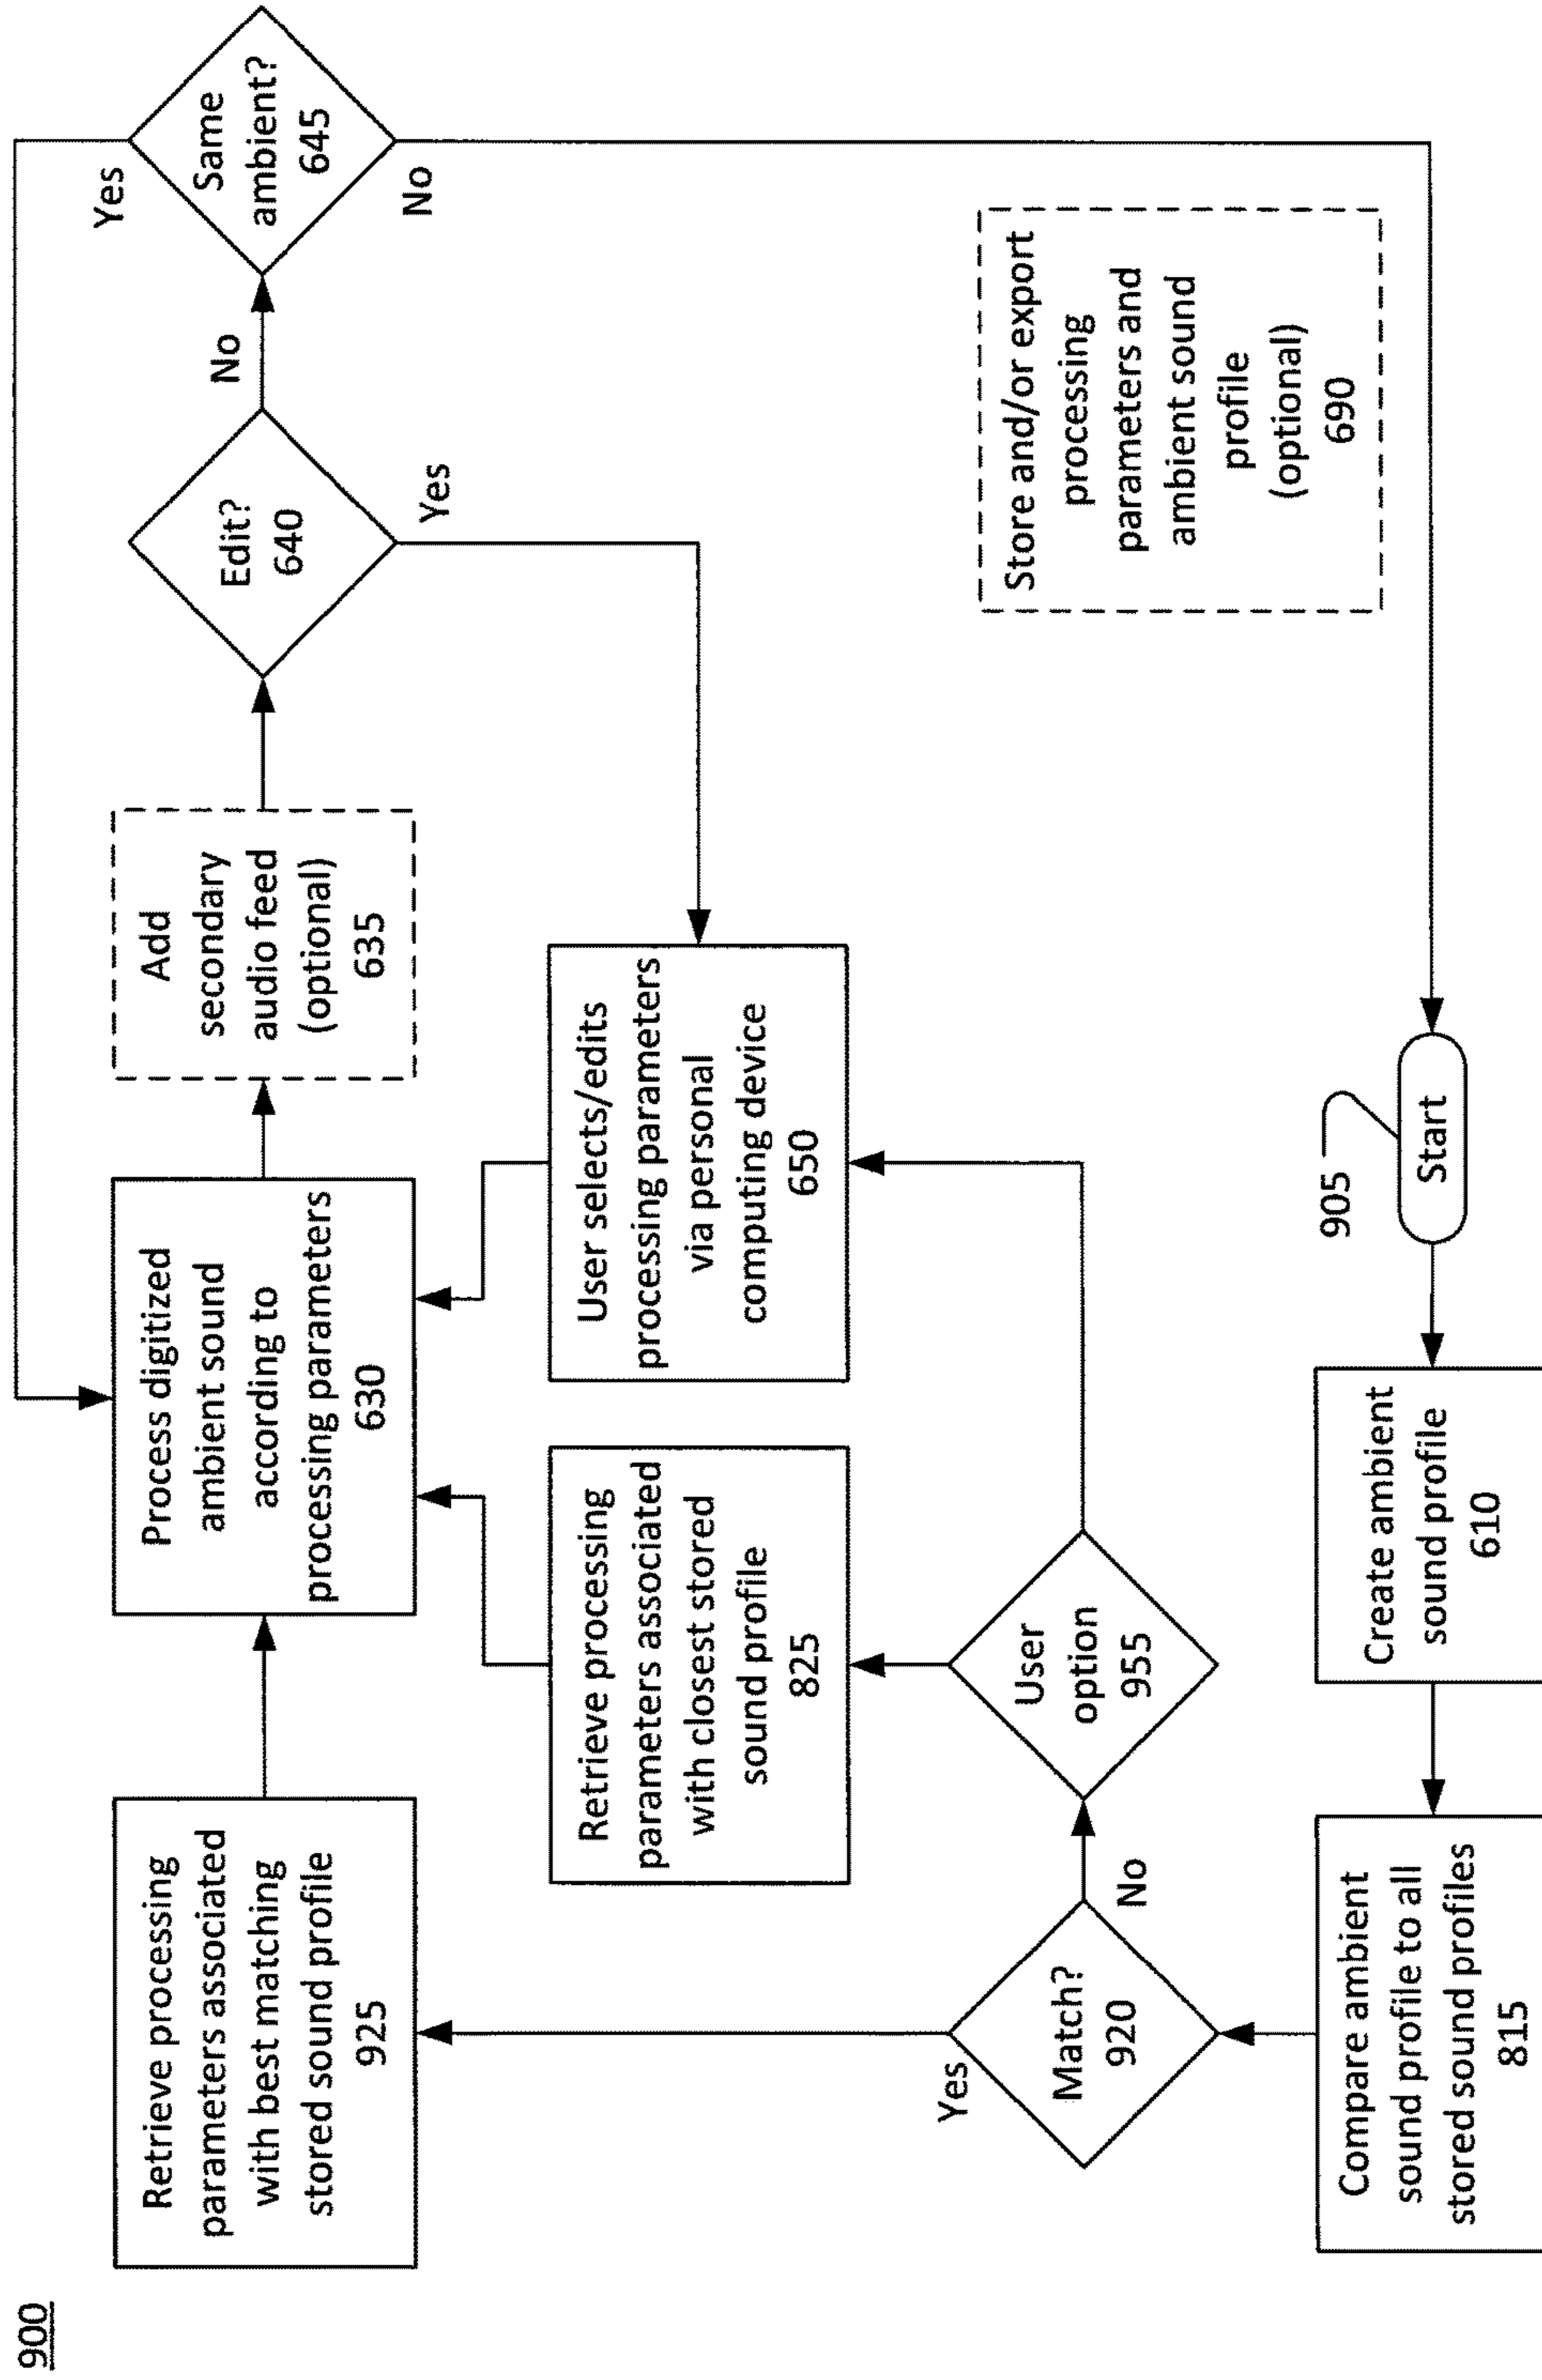 900
Retrieve processing
parameters associated
with best matching
stored sound profile
925
Process digitized
ambient sound
according to
processing parameters
630
Add
secondary
audio feed
(optional)
635
Edit?
640
No
Yes
Same
ambient?
645
Yes
No
Retrieve processing
parameters associated
with closest stored
sound profile
825
User selects/edits
processing parameters
via personal
computing device
650
Yes
Match?
920
No
User
option
955
Store and/or export
processing
parameters and
ambient sound
profile
(optional)
690
Compare ambient
sound profile to all
stored sound profiles
815
Create ambient
sound profile
610
905
Start